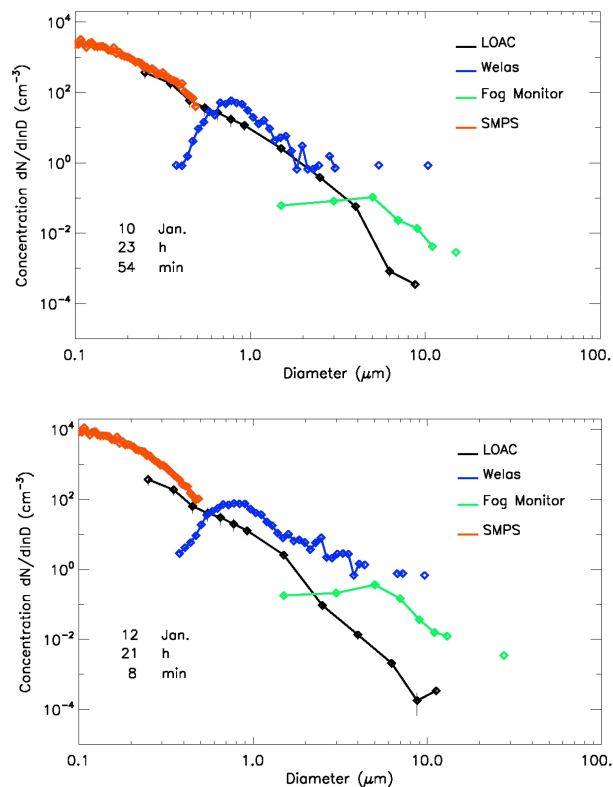 Concentration dN/dlnD (cm⁻³)
10⁴
10²
10⁰
10⁻²
10⁻⁴
LOAC
Welas
Fog Monitor
SMPS
10 Jan.
23 h
54 min
0.1 1.0 10.0 100.
Diameter (μm)
Concentration dN/dlnD (cm⁻³)
10⁴
10²
10⁰
10⁻²
10⁻⁴
LOAC
Welas
Fog Monitor
SMPS
12 Jan.
21 h
8 min
0.1 1.0 10.0 100.
Diameter (μm)